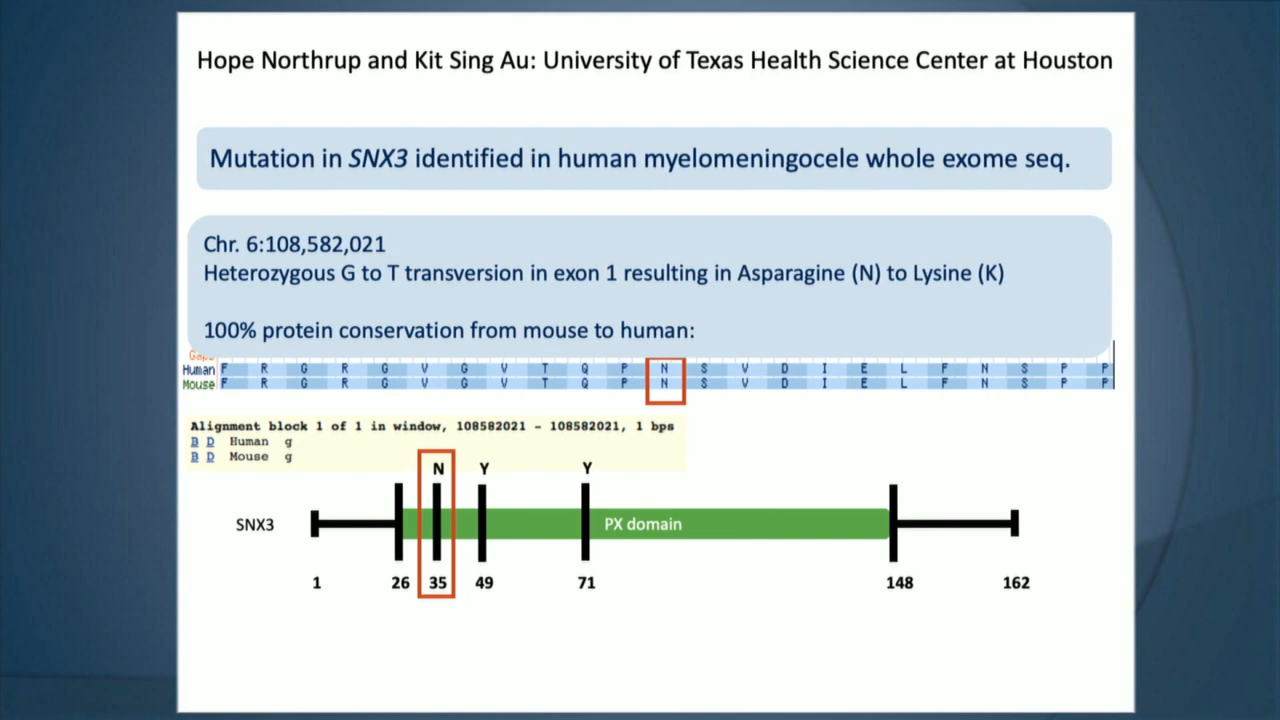 Hope Northrup and Kit Sing Au: University of Texas Health Science Center at Houston
Mutation in SNX3 identified in human myelomeningocele whole exome seq.
Chr. 6:108,582,021
Heterozygous G to T transversion in exon 1 resulting in Asparagine (N) to Lysine (K)
100% protein conservation from mouse to human:
Gaps
Human F R G R G V G V T Q P N S V D I E L F N S P P
Mouse F R G R G V G V T Q P N S V D I E L F N S P P
Alignment block 1 of 1 in window, 108582021 - 108582021, 1 bps
B D Human g
B D Mouse g
N Y Y
SNX3 PX domain
1 26 35 49 71 148 162